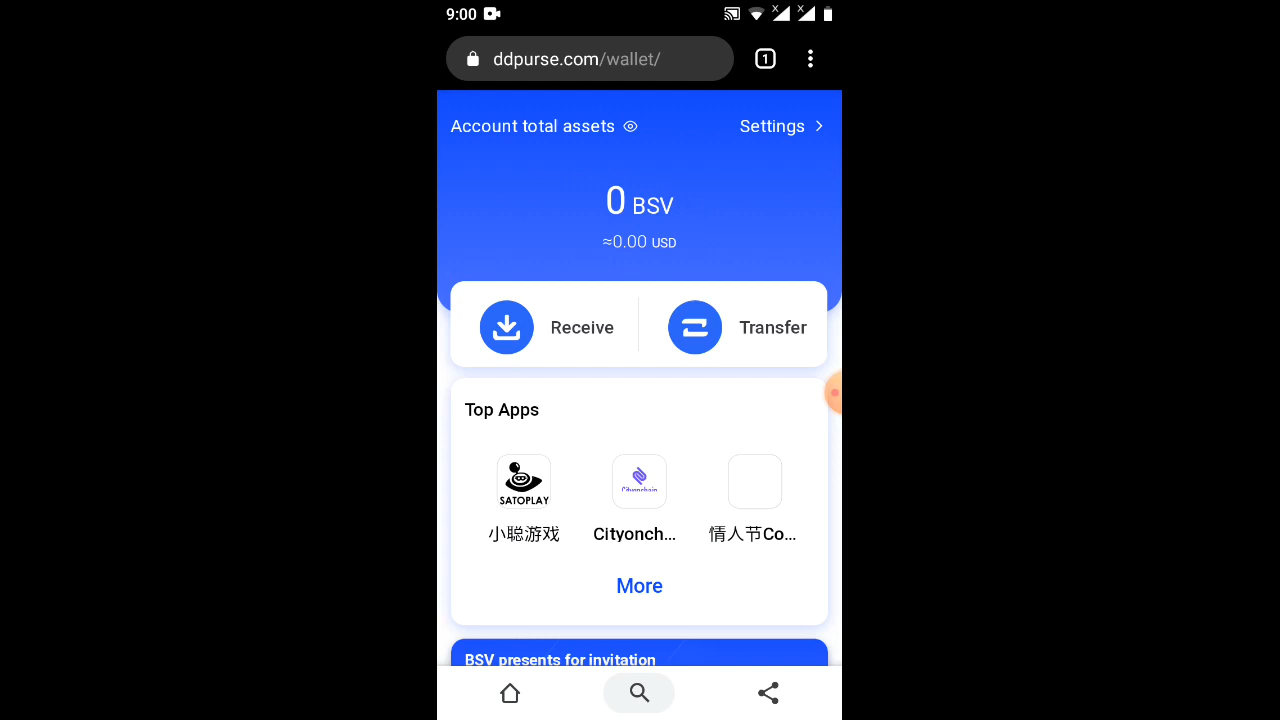 9:00
ddpurse.com/wallet/
1
Account total assets
Settings
0 BSV
≈0.00 USD
Receive
Transfer
Top Apps
SATOPLAY
Cityonchain
小聪游戏
Cityonch...
情人节Co...
More
BSV presents for invitation